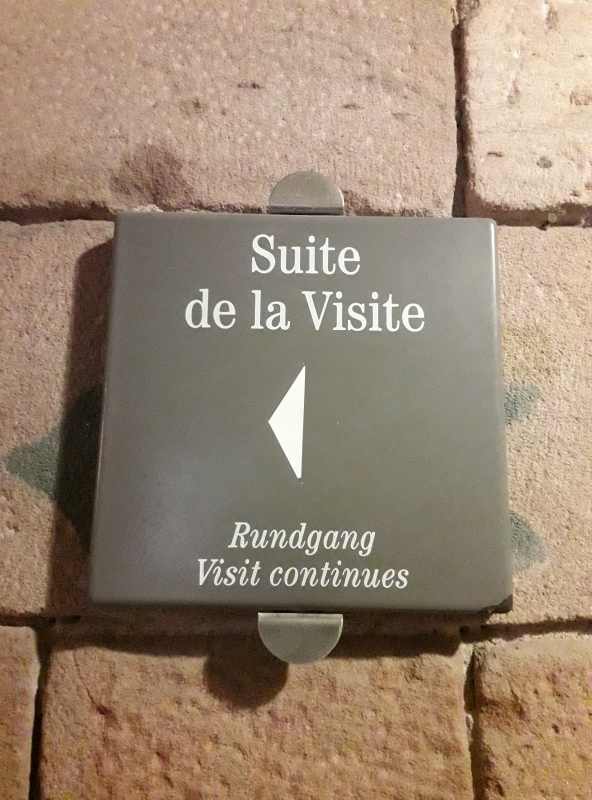 Suite
de la Visite
Rundgang
Visit continues